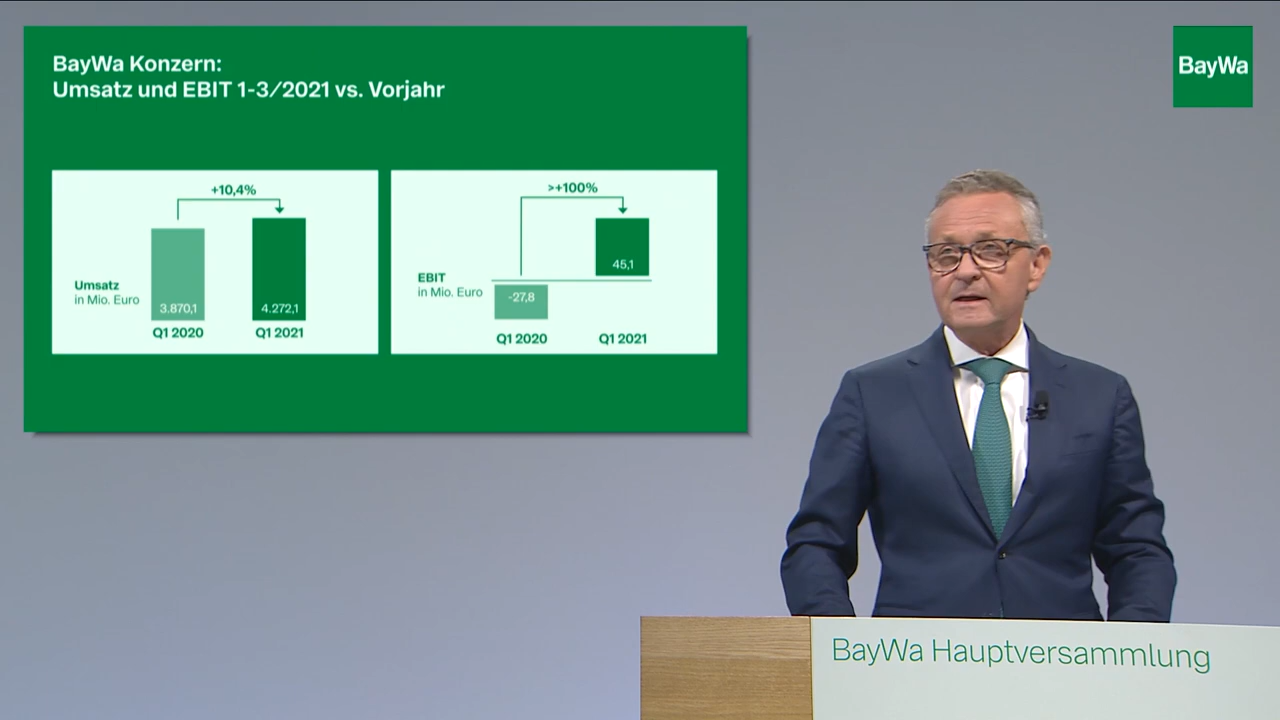 BayWa Konzern:
Umsatz und EBIT 1-3/2021 vs. Vorjahr
BayWa
+10,4%
Umsatz
in Mio. Euro
3.870,1
4.272,1
Q1 2020
Q1 2021
>+100%
EBIT
in Mio. Euro
-27,8
45,1
Q1 2020
Q1 2021
BayWa Hauptversammlung